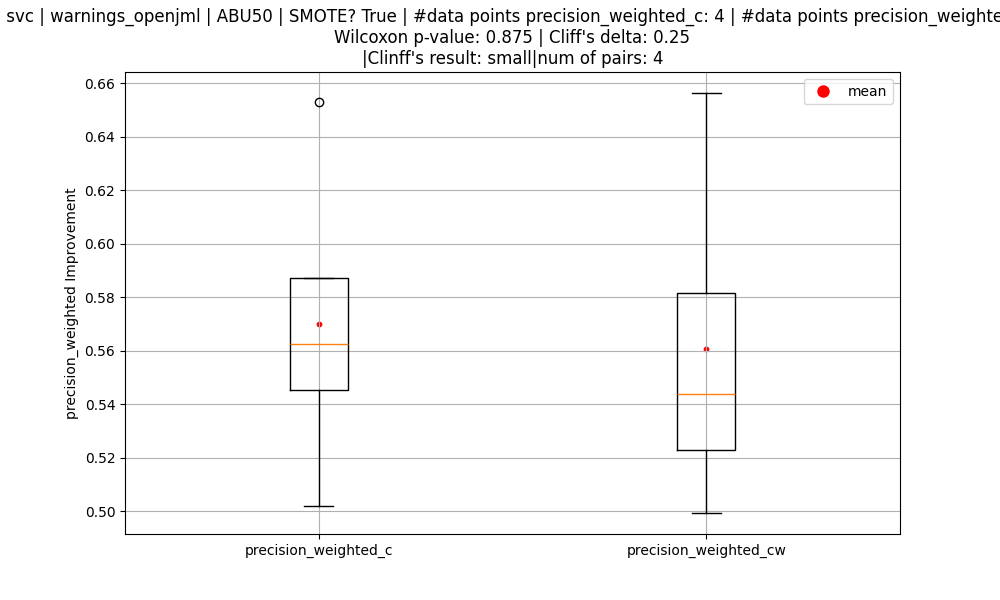 svc | warnings_openjml | ABU50 | SMOTE? True | #data points precision_weighted_c: 4 | #data points precision_weighte
Wilcoxon p-value: 0.875 | Cliff's delta: 0.25
|Clinff's result: small|num of pairs: 4
mean
precision_weighted Improvement
0.66
0.64
0.62
0.60
0.58
0.56
0.54
0.52
0.50
precision_weighted_c
precision_weighted_cw